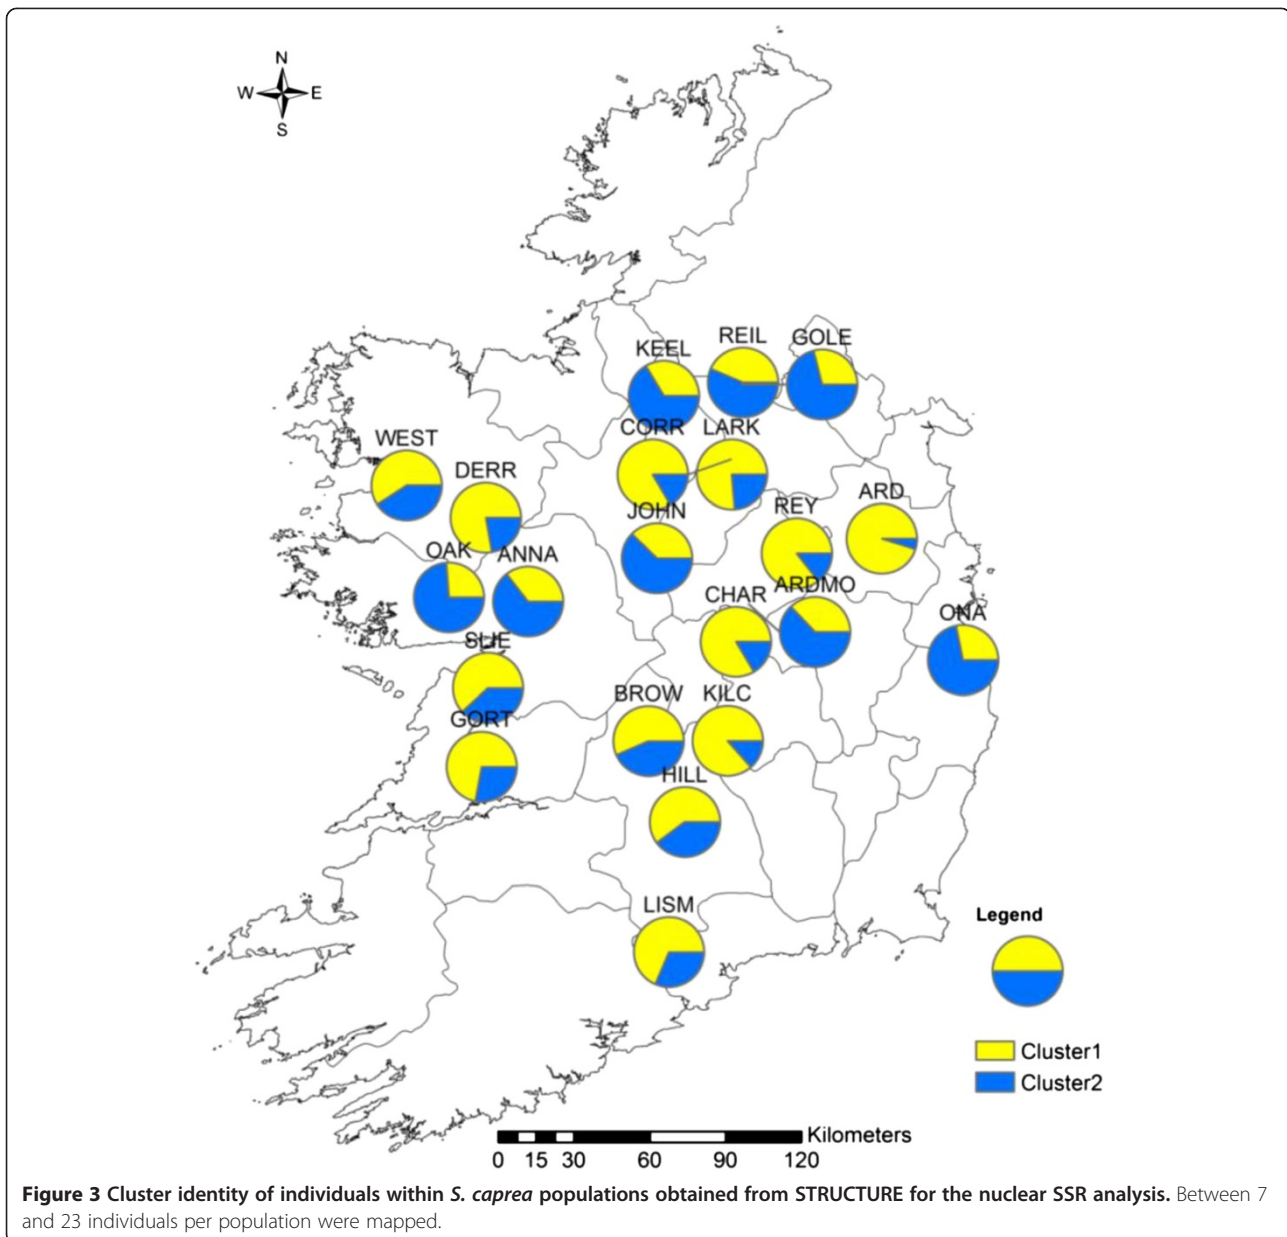 N
W E
S
KEEL REIL GOLE
CORR LARK
WEST
DERR
JOHN REY ARD
OAK ANNA
CHAR ARDMO
ONA
SLIE
BROW KILC
GORT
HILL
LISM
Legend
Cluster1
Cluster2
Kilometers
0 15 30 60 90 120
Figure 3 Cluster identity of individuals within S. caprea populations obtained from STRUCTURE for the nuclear SSR analysis. Between 7
and 23 individuals per population were mapped.